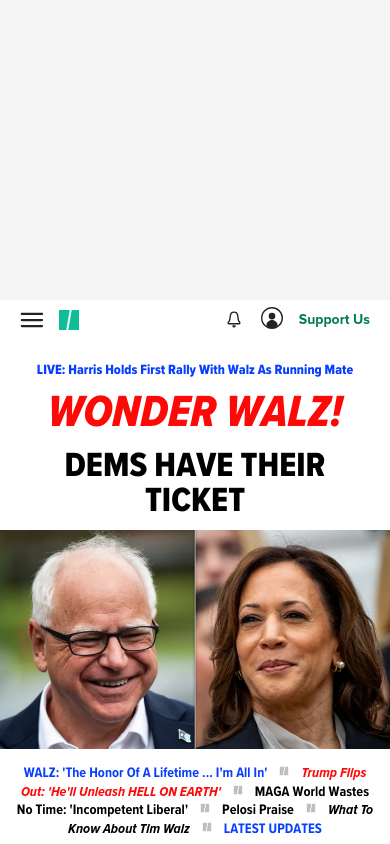 Support Us
LIVE: Harris Holds First Rally With Walz As Running Mate
WONDER WALZ!
DEMS HAVE THEIR
TICKET
WALZ: 'The Honor Of A Lifetime ... I'm All In' Trump Flips
Out: 'He'll Unleash HELL ON EARTH' MAGA World Wastes
No Time: 'Incompetent Liberal' Pelosi Praise What To
Know About Tim Walz LATEST UPDATES